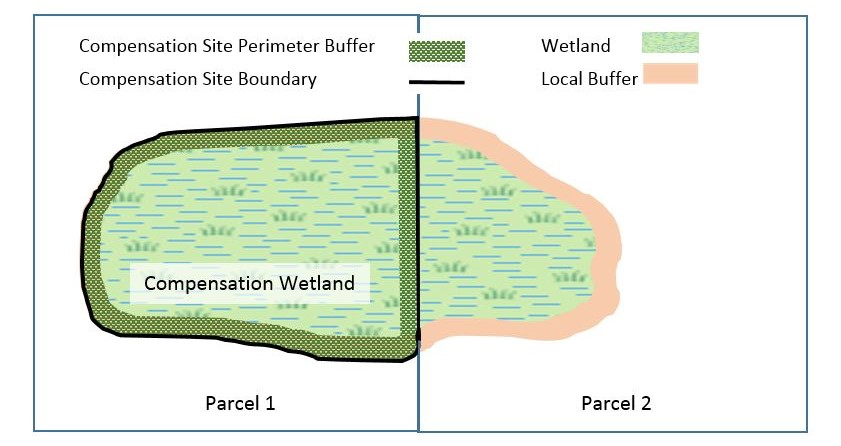 Compensation Site Perimeter Buffer
Compensation Site Boundary
Wetland
Local Buffer
Compensation Wetland
Parcel 1
Parcel 2